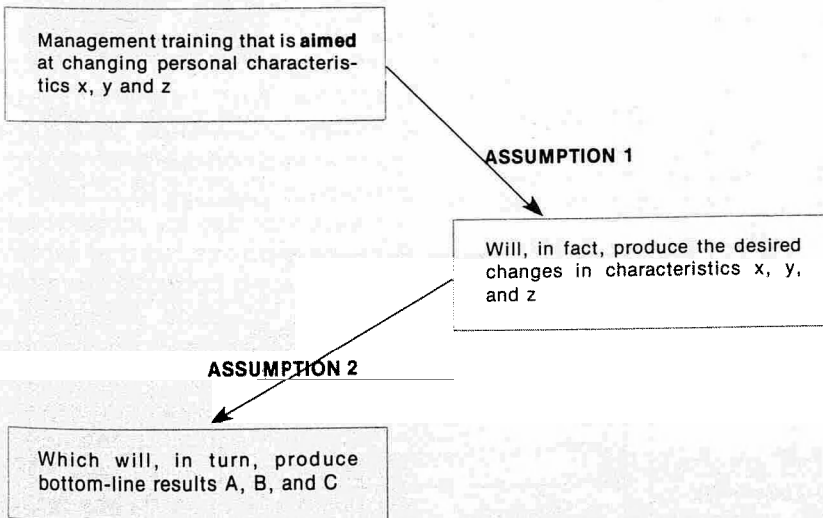 Management training that is aimed
at changing personal characteris-
tics x, y and z
ASSUMPTION 1
Will, in fact, produce the desired
changes in characteristics x, y,
and z
ASSUMPTION 2
Which will, in turn, produce
bottom-line results A, B, and C